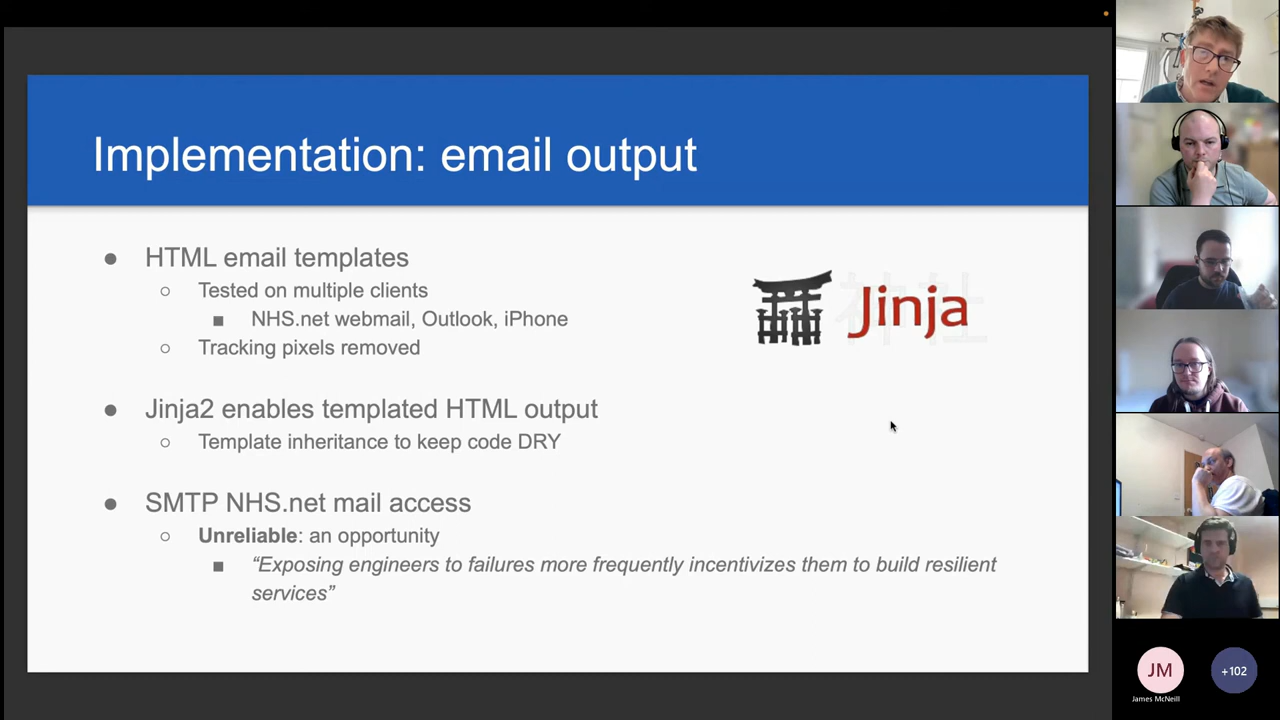 Implementation: email output
● HTML email templates
○ Tested on multiple clients
■ NHS.net webmail, Outlook, iPhone
○ Tracking pixels removed
神社
Jinja
● Jinja2 enables templated HTML output
○ Template inheritance to keep code DRY
● SMTP NHS.net mail access
○ Unreliable: an opportunity
■ “Exposing engineers to failures more frequently incentivizes them to build resilient
services”
JM
James McNeill
+102